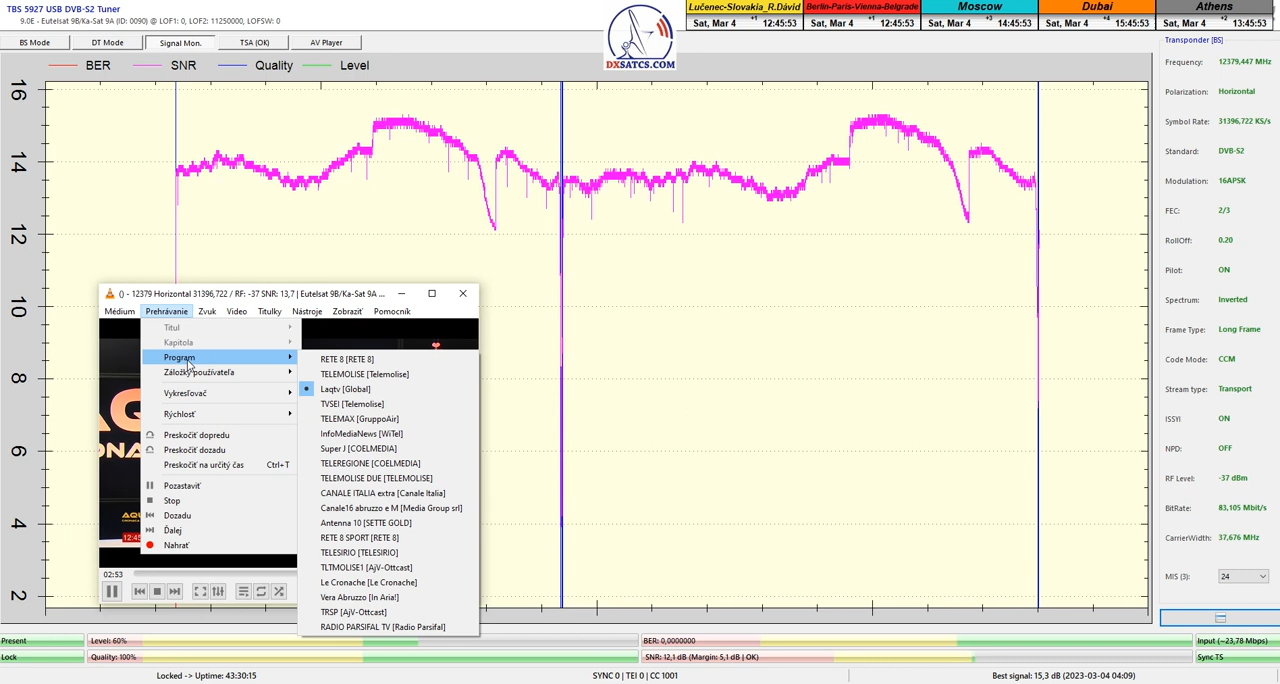 TBS 5927 USB DVB-S2 Tuner
9.0E - Eutelsat 9B/Ka-Sat 9A (ID: 0090) @ LOF1: 0, LOF2: 11250000, LOFSW: 0
BS Mode DT Mode Signal Mon. TSA (OK) AV Player
DXSATCS.COM
Lučenec-Slovakia_R.Dávid Berlin-Paris-Vienna-Belgrade Moscow Dubai Athens
Sat, Mar 4 +1 12:45:53 Sat, Mar 4 +1 12:45:53 Sat, Mar 4 +3 14:45:53 Sat, Mar 4 +4 15:45:53 Sat, Mar 4 +2 13:45:53
BER SNR Quality Level
16
14
12
10
8
6
4
2
Transponder [BS]
Frequency: 12379,447 MHz
Polarization: Horizontal
Symbol Rate: 31396,722 KS/s
Standard: DVB-S2
Modulation: 16APSK
FEC: 2/3
RollOff: 0.20
Pilot: ON
Spectrum: Inverted
Frame Type: Long Frame
Code Mode: CCM
Stream type: Transport
ISSYI ON
NPD: OFF
RF Level: -37 dBm
BitRate: 83,105 Mbit/s
CarrierWidth: 37,676 MHz
MIS (3): 24
() - 12379 Horizontal 31396,722 / RF: -37 SNR: 13,7 | Eutelsat 9B/Ka-Sat 9A ...
Médium Prehrávanie Zvuk Video Titulky Nástroje Zobraziť Pomocník
Titul
Kapitola
Program
Záložky používateľa
Vykresľovač
Rýchlosť
Preskočiť dopredu
Preskočiť dozadu
Preskočiť na určitý čas Ctrl+T
Pozastaviť
Stop
Dozadu
Ďalej
Nahrať
RETE 8 [RETE 8]
TELEMOLISE [Telemolise]
Laqtv [Global]
TVSEI [Telemolise]
TELEMAX [GruppoAir]
InfoMediaNews [WiTel]
Super J [COELMEDIA]
TELEREGIONE [COELMEDIA]
TELEMOLISE DUE [TELEMOLISE]
CANALE ITALIA extra [Canale Italia]
Canale16 abruzzo e M [Media Group srl]
Antenna 10 [SETTE GOLD]
RETE 8 SPORT [RETE 8]
TELESIRIO [TELESIRIO]
TLTMOLISE1 [AjV-Ottcast]
Le Cronache [Le Cronache]
Vera Abruzzo [In Aria!]
TRSP [AjV-Ottcast]
RADIO PARSIFAL TV [Radio Parsifal]
02:53
Present Level: 60% BER: 0,0000000 Input (~23,78 Mbps)
Lock Quality: 100% SNR: 12,1 dB (Margin: 5,1 dB | OK) Sync TS
Locked -> Uptime: 43:30:15 SYNC 0 | TEI 0 | CC 1001 Best signal: 15,3 dB (2023-03-04 04:09)